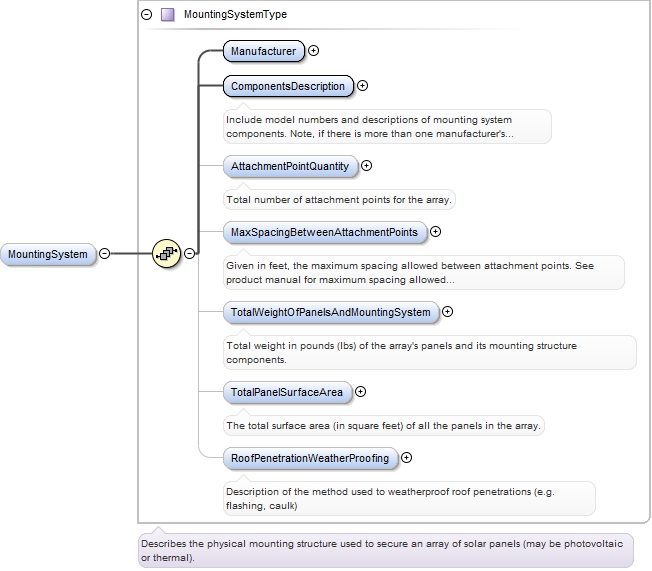 MountingSystemType
Manufacturer
ComponentsDescription
Include model numbers and descriptions of mounting system
components. Note, if there is more than one manufacturer's...
AttachmentPointQuantity
Total number of attachment points for the array.
MaxSpacingBetweenAttachmentPoints
MountingSystem
Given in feet, the maximum spacing allowed between attachment points. See
product manual for maximum spacing allowed...
TotalWeightOfPanelsAndMountingSystem
Total weight in pounds (lbs) of the array's panels and its mounting structure
components.
TotalPanelSurfaceArea
The total surface area (in square feet) of all the panels in the array.
RoofPenetrationWeatherProofing
Description of the method used to weatherproof roof penetrations (e.g.
flashing, caulk)
Describes the physical mounting structure used to secure an array of solar panels (may be photovoltaic
or thermal).